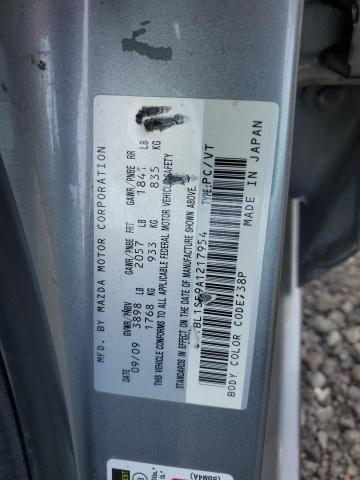 MFD. BY MAZDA MOTOR CORPORATION
DATE GVWR/PNBV GAWR/PNBE FRT GAWR/PNBE RR
09/09 3898 LB 2057 LB 1841 LB
1768 KG 933 KG 835 KG
THIS VEHICLE CONFORMS TO ALL APPLICABLE FEDERAL MOTOR VEHICLE SAFETY
STANDARDS IN EFFECT ON THE DATE OF MANUFACTURE SHOWN ABOVE.
TYPE:PC/VT
BODY COLOR CODE:38P
MADE IN JAPAN
(BBM4A)